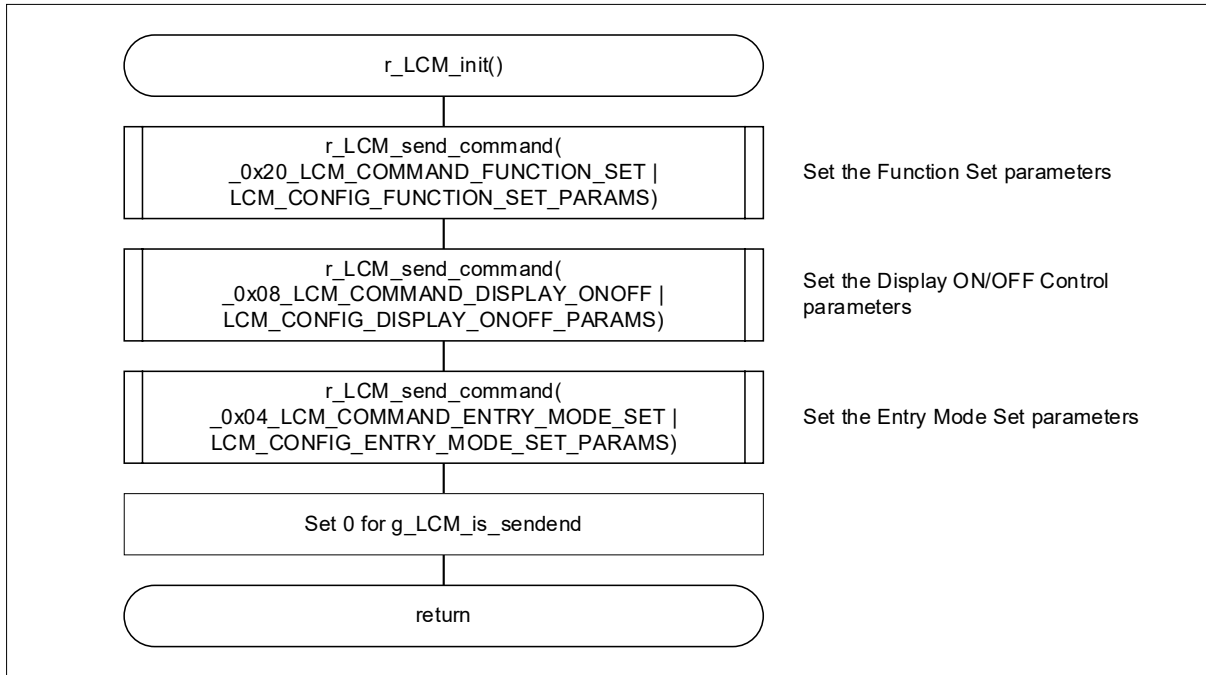 r_LCM_init()
r_LCM_send_command(
_0x20_LCM_COMMAND_FUNCTION_SET |
LCM_CONFIG_FUNCTION_SET_PARAMS)
Set the Function Set parameters
r_LCM_send_command(
_0x08_LCM_COMMAND_DISPLAY_ONOFF |
LCM_CONFIG_DISPLAY_ONOFF_PARAMS)
Set the Display ON/OFF Control
parameters
r_LCM_send_command(
_0x04_LCM_COMMAND_ENTRY_MODE_SET |
LCM_CONFIG_ENTRY_MODE_SET_PARAMS)
Set the Entry Mode Set parameters
Set 0 for g_LCM_is_sendend
return